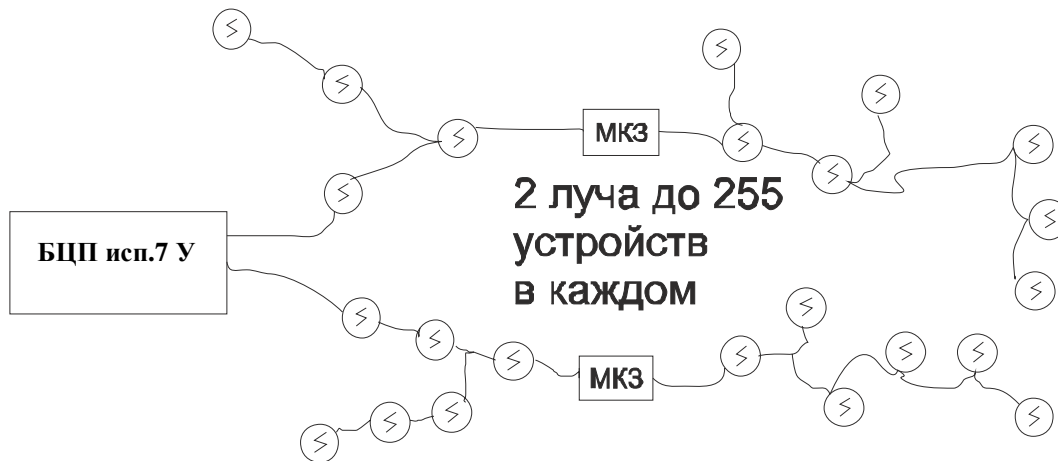 МКЗ
2 луча до 255
устройств
в каждом
БЦП исп.7 У
МКЗ